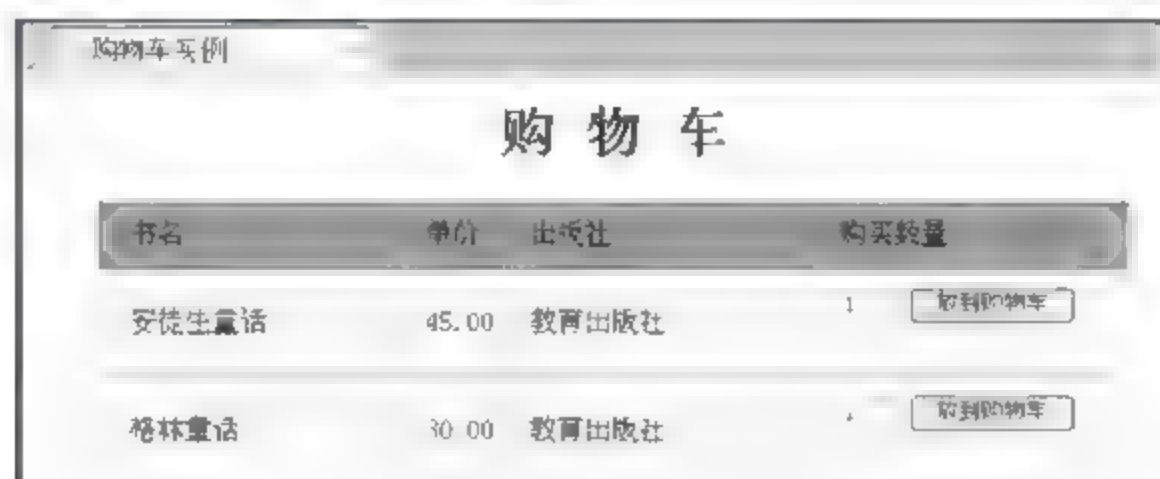 购物车实例
购物车
书名 单价 出版社 购买数量
安徒生童话 45.00 教育出版社 1 放到购物车
格林童话 30.00 教育出版社 放到购物车